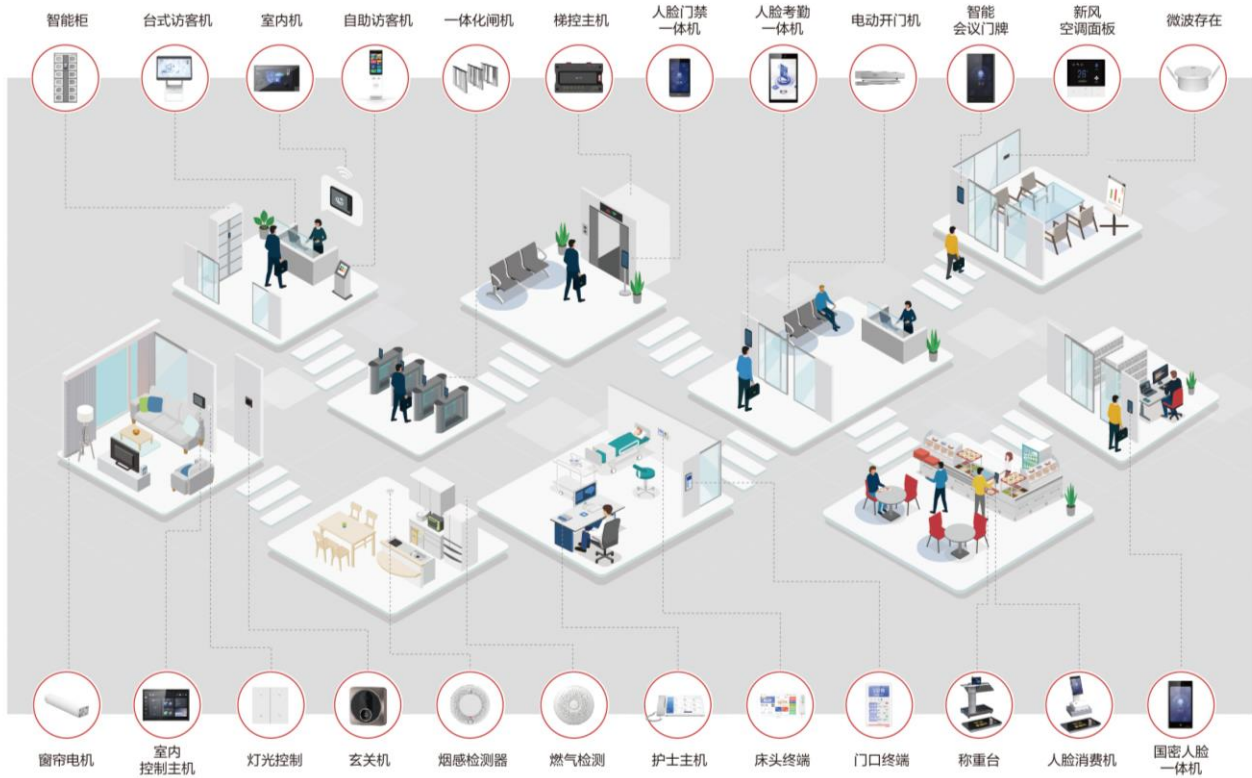 智能柜
台式访客机
室内机
自助访客机
一体化闸机
梯控主机
人脸门禁
一体机
人脸考勤
一体机
电动开门机
智能
会议门牌
新风
空调面板
微波存在
窗帘电机
室内
控制主机
灯光控制
玄关机
烟感检测器
燃气检测
护士主机
床头终端
门口终端
称重台
人脸消费机
国密人脸
一体机